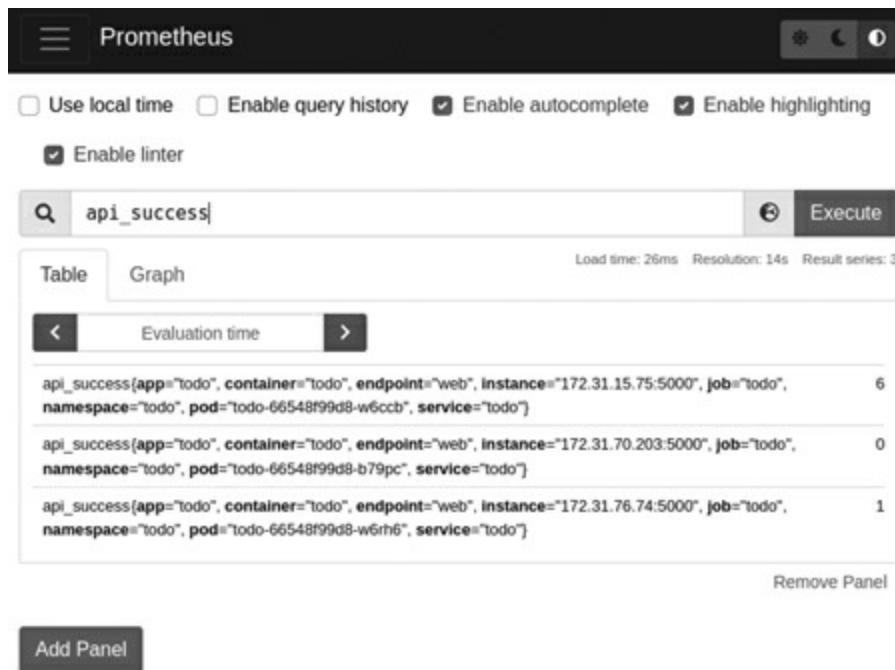 Prometheus
Use local time Enable query history Enable autocomplete Enable highlighting
Enable linter
api_success Execute
Load time: 26ms Resolution: 14s Result series: 3
Table Graph
Evaluation time
api_success{app="todo", container="todo", endpoint="web", instance="172.31.15.75:5000", job="todo", 6
namespace="todo", pod="todo-66548f99d8-w6ccb", service="todo"}
api_success{app="todo", container="todo", endpoint="web", instance="172.31.70.203:5000", job="todo", 0
namespace="todo", pod="todo-66548f99d8-b79pc", service="todo"}
api_success{app="todo", container="todo", endpoint="web", instance="172.31.76.74:5000", job="todo", 1
namespace="todo", pod="todo-66548f99d8-w6rh6", service="todo"}
Remove Panel
Add Panel